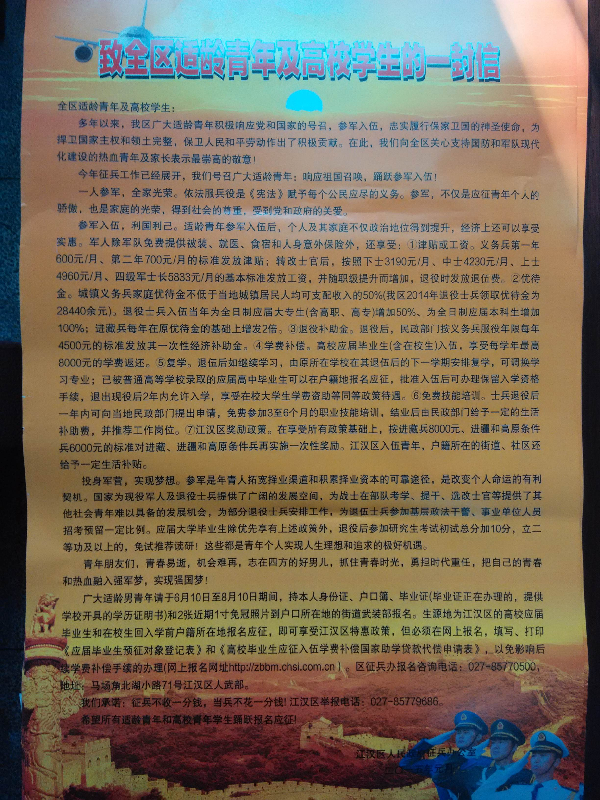 致全区适龄青年及高校学生的一封信
全区适龄青年及高校学生：
多年以来，我区广大适龄青年积极响应党和国家的号召，参军入伍，忠实履行保家卫国的神圣使命，为
捍卫国家主权和领土完整，保卫人民和平劳动作出了积极贡献。在此，我们向全区关心支持国防和军队现代
化建设的热血青年及家长表示最崇高的敬意！
今年征兵工作已经展开，我们号召广大适龄青年：响应祖国召唤，踊跃参军入伍！
一人参军，全家光荣。依法服兵役是《宪法》赋予每个公民应尽的义务。参军，不仅是应征青年个人的
骄傲，也是家庭的光荣，得到社会的尊重，受到党和政府的关爱。
参军入伍，利国利己。适龄青年参军入伍后，个人及其家庭不仅政治地位得到提升，经济上还可以享受
实惠。军人除军队免费提供被装、就医、食宿和人身意外保险外，还享受：①津贴或工资。义务兵第一年
600元/月、第二年700元/月的标准发放津贴；转改士官后，按照下士3190元/月、中士4230元/月、上士
4960元/月、四级军士长5833元/月的基本标准发放工资，并随职级提升而增加，退役时发放退伍费。②优待
金。城镇义务兵家庭优待金不低于当地城镇居民人均可支配收入的50%(我区2014年退役士兵领取优待金为
28440余元），退役士兵入伍当年为全日制应届大专生(含高职、高专)增加50%、为全日制应届本科生增加
100%；进藏兵每年在原优待金的基础上增发2倍。③退役补助金。退役后，民政部门按义务兵服役年限每年
4500元的标准发放其一次性经济补助金。④学费补偿。高校应届毕业生(含在校生)入伍，享受每学年最高
8000元的学费返还。⑤复学。退伍后如继续学习，由原所在学校在其退伍后的下一学期安排复学，可调换学
习专业；已被普通高等学校录取的应届高中毕业生可以在户籍地报名应征，批准入伍后可办理保留入学资格
手续，退出现役后2年内允许入学，享受在校大学生学费资助等同等政策待遇。⑥免费技能培训。士兵退役后
一年内可向当地民政部门提出申请，免费参加3至6个月的职业技能培训，结业后由民政部门给予一定的生活
补助费，并推荐工作岗位。⑦江汉区奖励政策。在享受所有政策基础上，按进藏兵8000元、进疆和高原条件
兵6000元的标准对进藏、进疆和高原条件兵再实施一次性奖励。江汉区入伍青年，户籍所在的街道、社区还
给予一定生活补贴。
投身军营，实现梦想。参军是年青人拓宽择业渠道和积累择业资本的可靠途径，是改变个人命运的有利
契机。国家为现役军人及退役士兵提供了广阔的发展空间，为战士在部队考学、提干、选改士官等提供了其
他社会青年难以具备的发展机会，为部分退役士兵安排工作，为退伍士兵参加基层政法干警、事业单位人员
招考预留一定比例。应届大学毕业生除优先享有上述政策外，退役后参加研究生考试初试总分加10分，立二
等功及以上的，免试推荐读研！这些都是青年个人实现人生理想和追求的极好机遇。
青年朋友们，青春易逝，机会难再，志在四方的好男儿，抓住青春时光，勇担时代重任，把自己的青春
和热血融入强军梦，实现强国梦！
广大适龄男青年请于6月10日至8月10日期间，持本人身份证、户口簿、毕业证(毕业证正在办理的，提供
学校开具的学历证明书)和2张近期1寸免冠照片到户口所在地的街道武装部报名。生源地为江汉区的高校应届
毕业生和在校生回入学前户籍所在地报名应征，即可享受江汉区特惠政策，但必须在网上报名，填写、打印
《应届毕业生预征对象登记表》和《高校毕业生应征入伍学费补偿国家助学贷款代偿申请表》，以免影响后
续学费补偿手续的办理(网上报名网址http://zbbm.chsi.com.cn）。区征兵办报名咨询电话：027-85770500，
地址：马场角北湖小路71号江汉区人武部。
我们承诺：征兵不收一分钱，当兵不花一分钱！江汉区举报电话：027-85779686。
希望所有适龄青年和高校青年学生踊跃报名应征！
江汉区人民政府征兵办公室